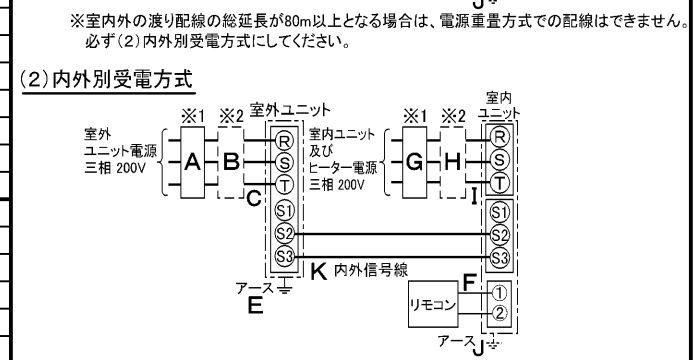 ※室内外の渡り配線の総延長が80m以上となる場合は、電源重畳方式での配線はできません。
必ず(2)内外別受電方式にしてください。
(2)内外別受電方式
※1 ※2 室外ユニット
室外
ユニット電源
三相 200V
A
B
C
R
S
T
S1
S2
S3
アース
E
※1 ※2 室内
ユニット
室内ユニット
及び
ヒーター電源
三相 200V
G
H
I
R
S
T
S1
S2
S3
K 内外信号線
リモコン
F
①
②
アース
J